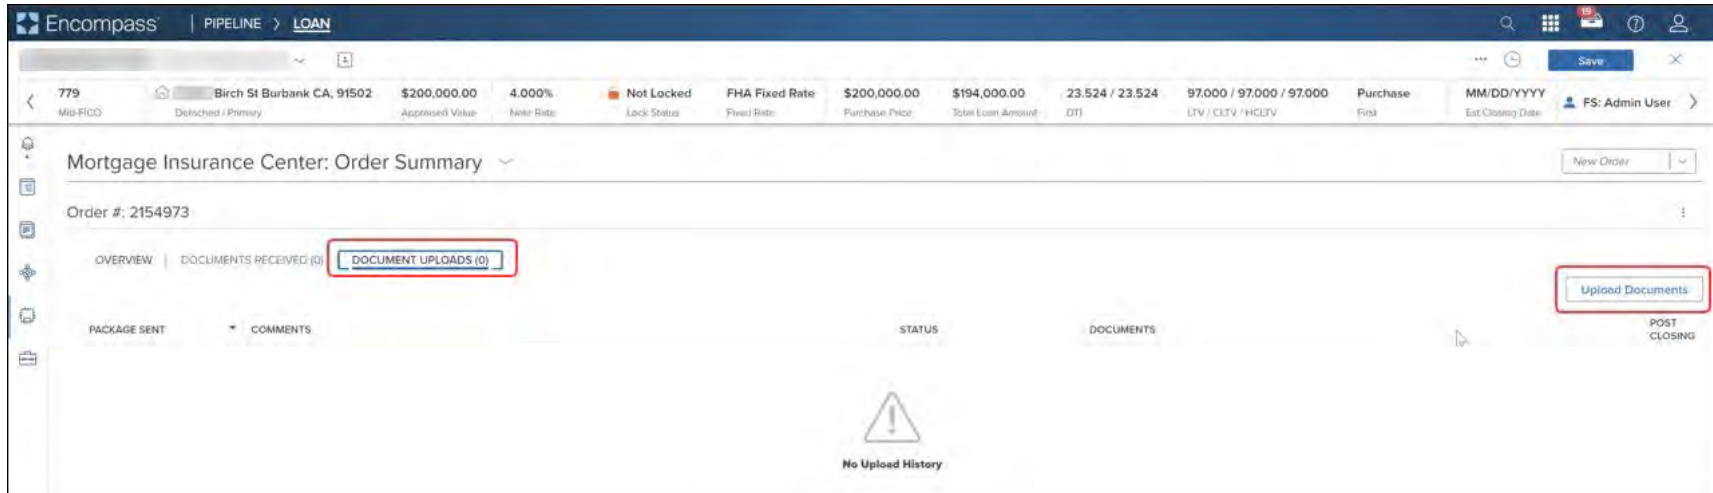 Encompass | PIPELINE > LOAN 19
... Save
779 Birch St Burbank CA, 91502 $200,000.00 4.000% Not Locked FHA Fixed Rate $200,000.00 $194,000.00 23.524 / 23.524 97.000 / 97.000 / 97.000 Purchase MM/DD/YYYY FS: Admin User
Mid-FICO Detached / Primary Appraised Value Note Rate Lock Status Fixed Rate Purchase Price Total Loan Amount DTI LTV / CLTV / HCLTV First Est Closing Date
Mortgage Insurance Center: Order Summary New Order
Order #: 2154973
OVERVIEW | DOCUMENTS RECEIVED (0) DOCUMENT UPLOADS (0)
Upload Documents
PACKAGE SENT COMMENTS STATUS DOCUMENTS POST CLOSING
No Upload History